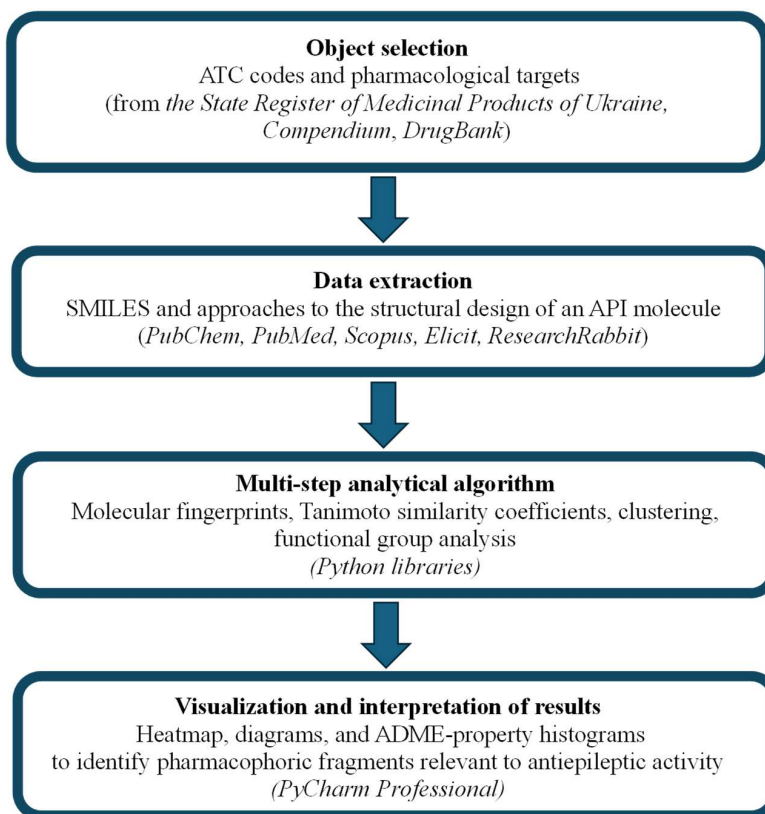 Object selection
ATC codes and pharmacological targets
(from the State Register of Medicinal Products of Ukraine,
Compendium, DrugBank)
Data extraction
SMILES and approaches to the structural design of an API molecule
(PubChem, PubMed, Scopus, Elicit, ResearchRabbit)
Multi-step analytical algorithm
Molecular fingerprints, Tanimoto similarity coefficients, clustering,
functional group analysis
(Python libraries)
Visualization and interpretation of results
Heatmap, diagrams, and ADME-property histograms
to identify pharmacophoric fragments relevant to antiepileptic activity
(PyCharm Professional)